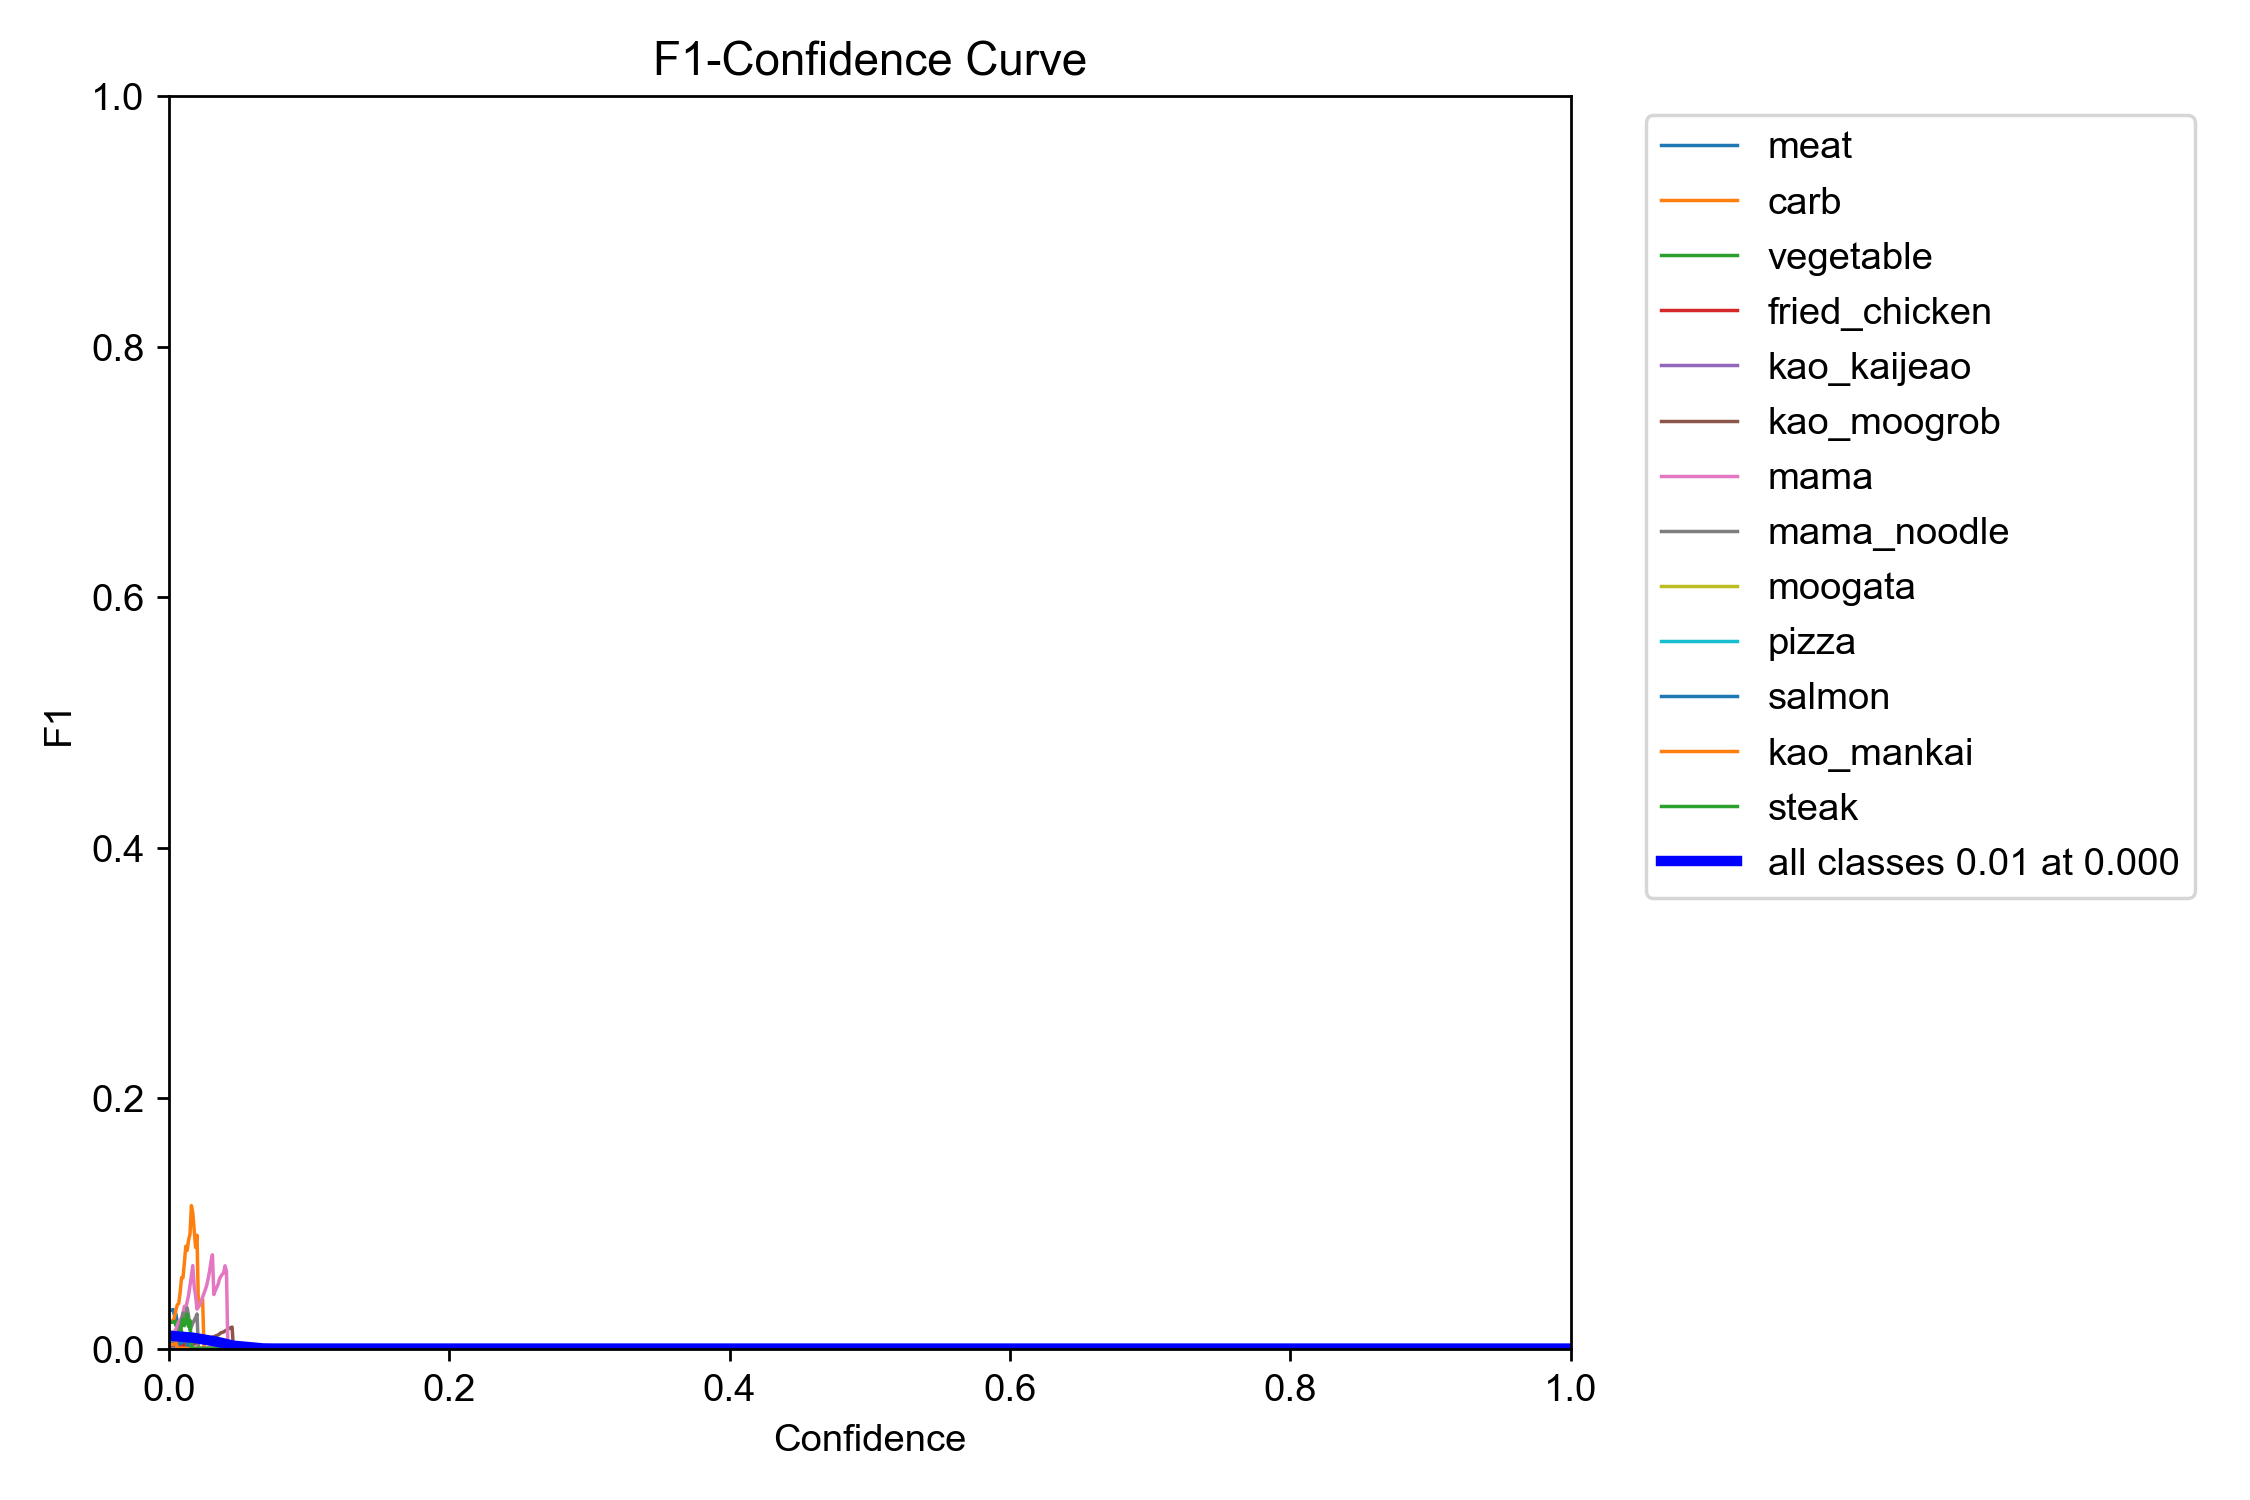 F1-Confidence Curve
1.0
0.8
0.6
0.4
0.2
0.0
F1
0.0 0.2 0.4 0.6 0.8 1.0
Confidence
meat
carb
vegetable
fried_chicken
kao_kaijeao
kao_moogrob
mama
mama_noodle
moogata
pizza
salmon
kao_mankai
steak
all classes 0.01 at 0.000